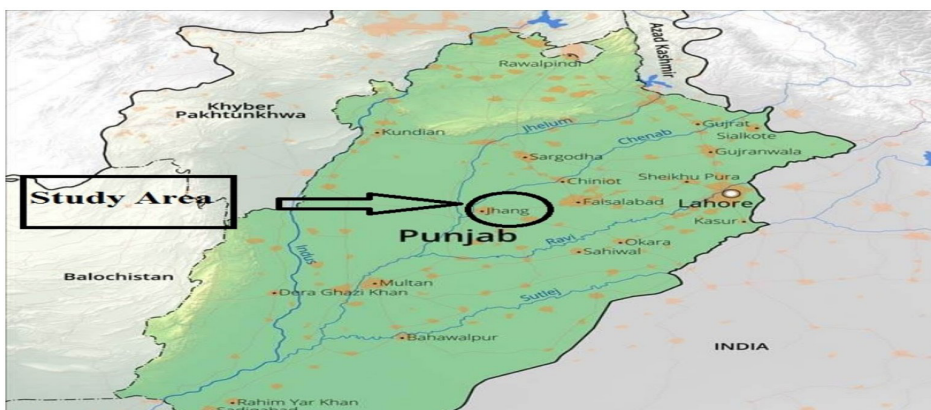 Azad Kashmir
Rawalpindi
Khyber
Pakhtunkhwa
Kundian
Jhelum
Chenab
Gujrat
Sialkote
Gujranwala
Sargodha
Chiniot
Sheikhu Pura
Study Area
Faisalabad
Lahore
Jhang
Kasur
Punjab
Ravi
Okara
Sahiwal
Indus
Balochistan
Multan
Dera Ghazi Khan
Sutlej
Bahawalpur
INDIA
Rahim Yar Khan
Sadiqabad